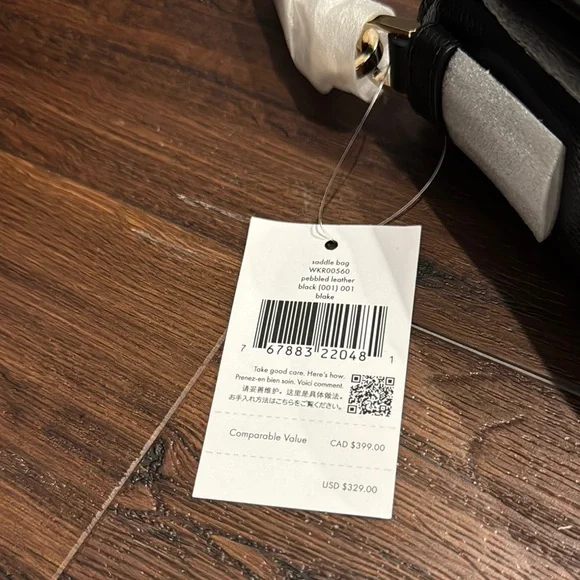 saddle bag
WKR00560
pebbled leather
black (001) 001
blake
7 67883 22048 1
Take good care. Here's how.
Prenez-en bien soin. Voici comment.
请妥善维护。这里是具体做法。
お手入れ方法はこちらをご覧ください。
Comparable Value CAD $399.00
USD $329.00